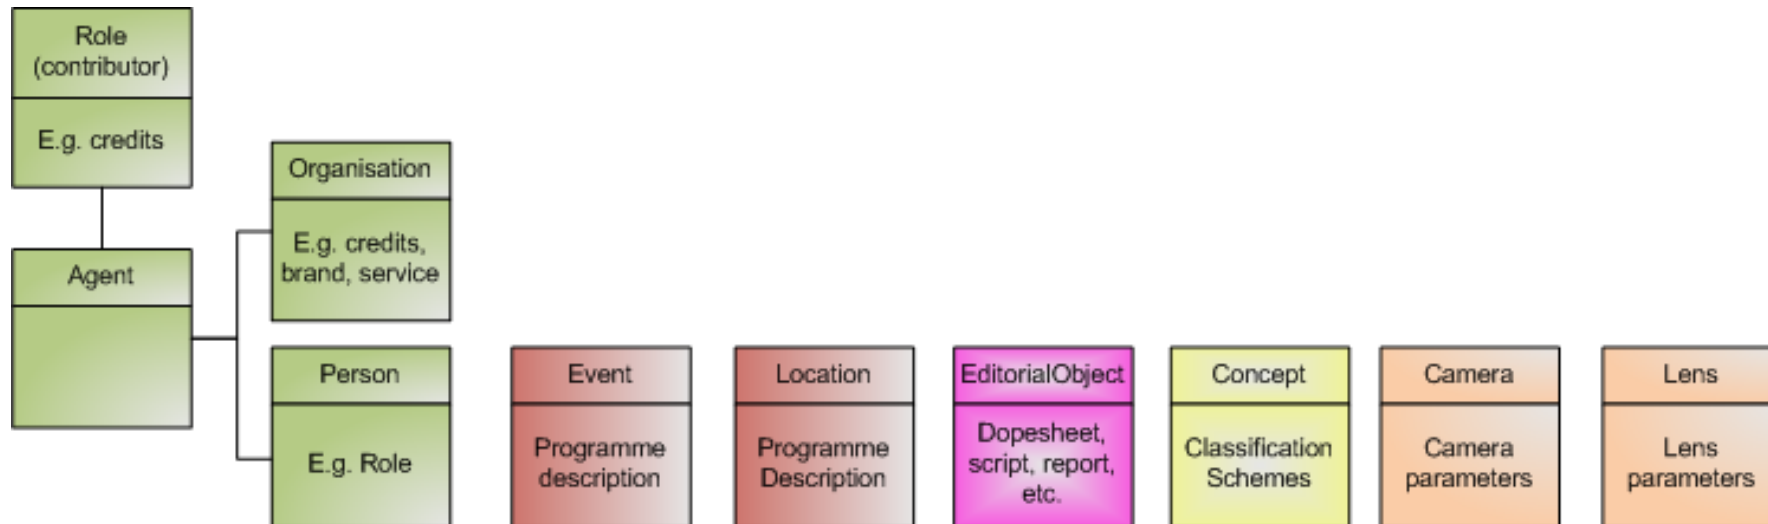 Role
(contributor)
E.g. credits
Organisation
E.g. credits,
brand, service
Agent
Person
E.g. Role
Event
Programme
description
Location
Programme
Description
EditorialObject
Dopesheet,
script, report,
etc.
Concept
Classification
Schemes
Camera
Camera
parameters
Lens
Lens
parameters